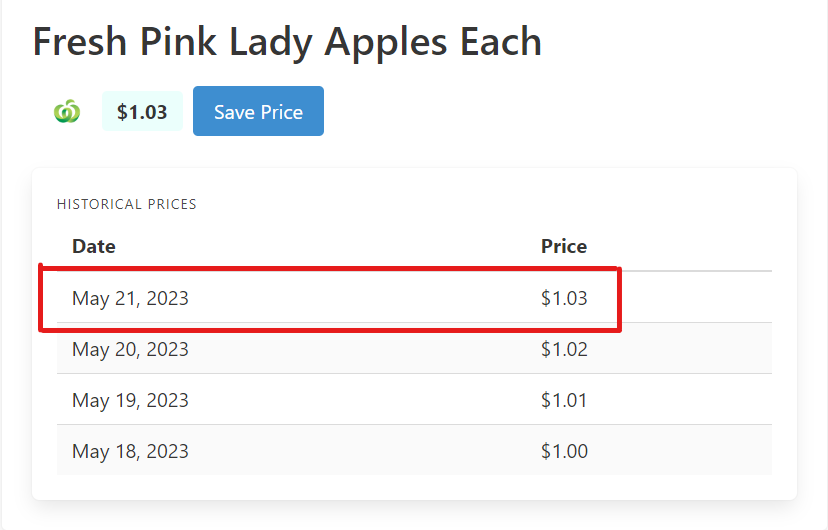 Fresh Pink Lady Apples Each
$1.03 Save Price
HISTORICAL PRICES
Date Price
May 21, 2023 $1.03
May 20, 2023 $1.02
May 19, 2023 $1.01
May 18, 2023 $1.00